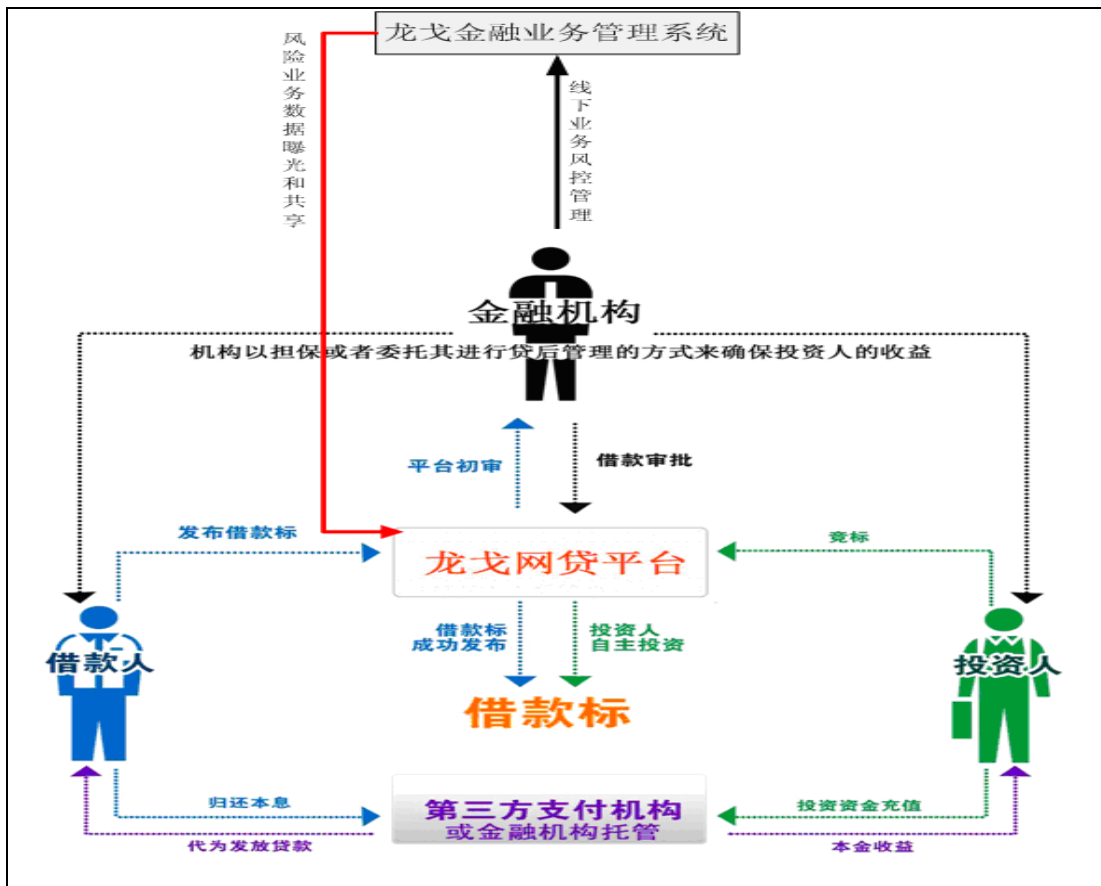 龙戈金融业务管理系统
风险业务数据曝光和共享
线下业务风控管理
金融机构
机构以担保或者委托其进行贷后管理的方式来确保投资人的收益
平台初审
借款审批
发布借款标
竞标
龙戈网贷平台
借款标
成功发布
投资人
自主投资
借款人
投资人
借款标
归还本息
第三方支付机构
或金融机构托管
投资资金充值
代为发放贷款
本金收益